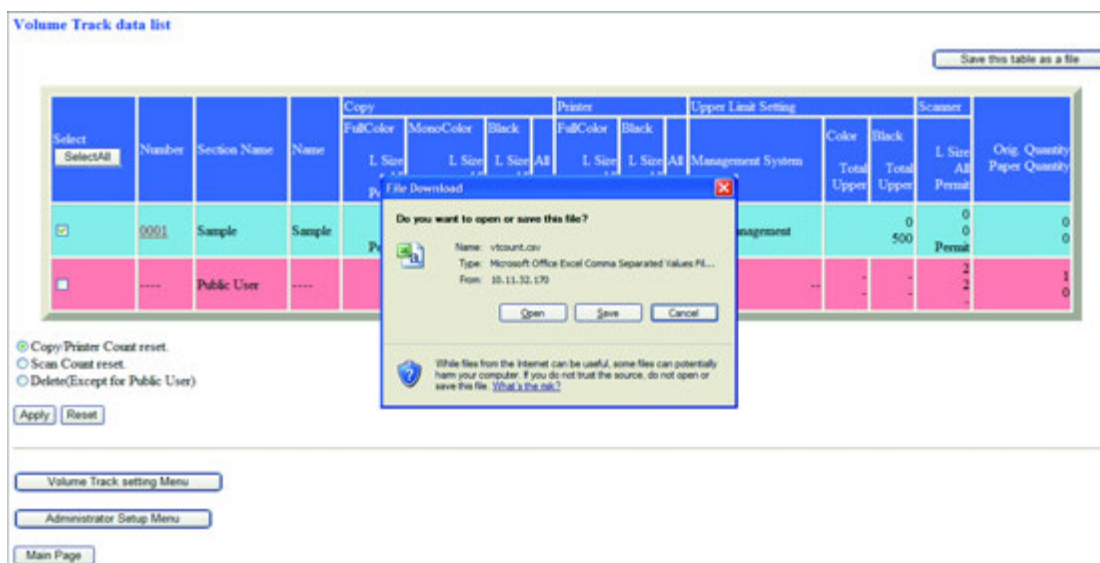 Volume Track data list
Save this table as a file
Copy Printer Upper Limit Setting Scanner
Select Number Section Name Name FullColor MonoColor Black FullColor Black Color Black Orig. Quantity
SelectAll L Size L Size L Size All L Size L Size All Management System Total Total L Size Paper Quantity
Upper Upper All
Permit
0001 Sample Sample 0 0 0
500 0 0
Permit
---- Public User ---- -- - - 2 1
- - 2 0
-
File Download
Do you want to open or save this file?
Name: vtcount.csv
Type: Microsoft Office Excel Comma Separated Values Fil...
From: 10.11.32.170
Open Save Cancel
While files from the Internet can be useful, some files can potentially
harm your computer. If you do not trust the source, do not open or
save this file. What's the risk?
Copy/Printer Count reset.
Scan Count reset.
Delete(Except for Public User)
Apply Reset
Volume Track setting Menu
Administrator Setup Menu
Main Page